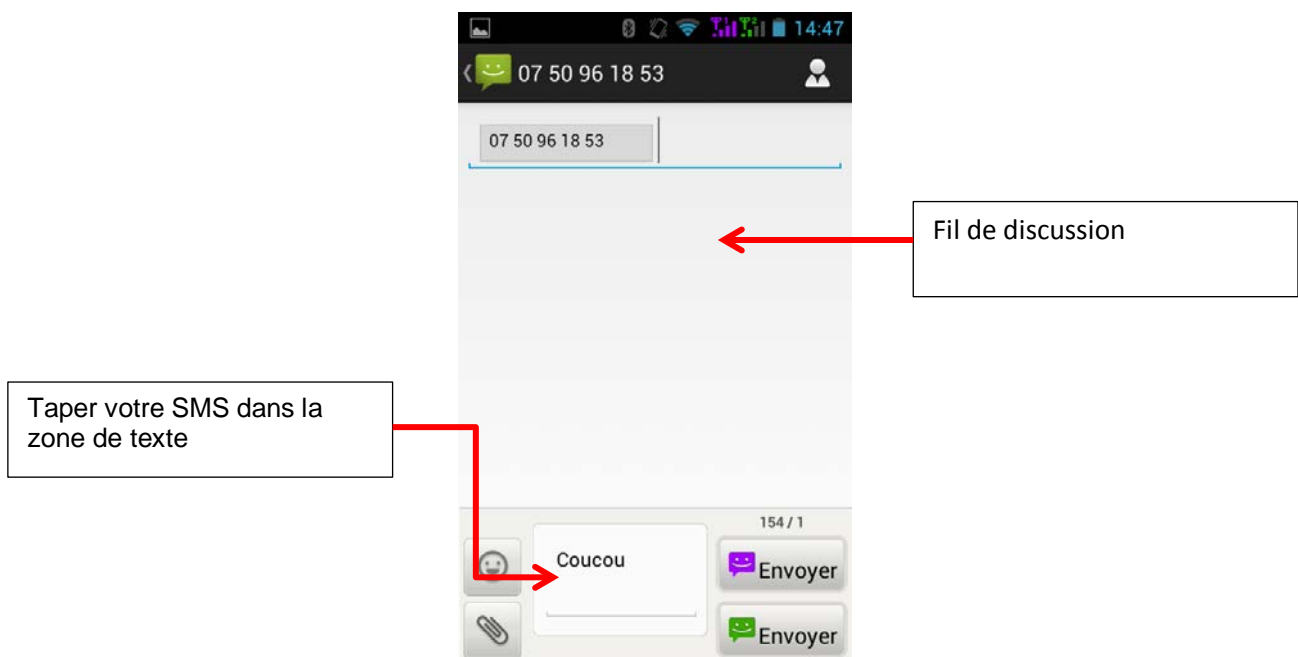 14:47
07 50 96 18 53
07 50 96 18 53
Fil de discussion
Taper votre SMS dans la
zone de texte
154 / 1
Coucou
Envoyer
Envoyer